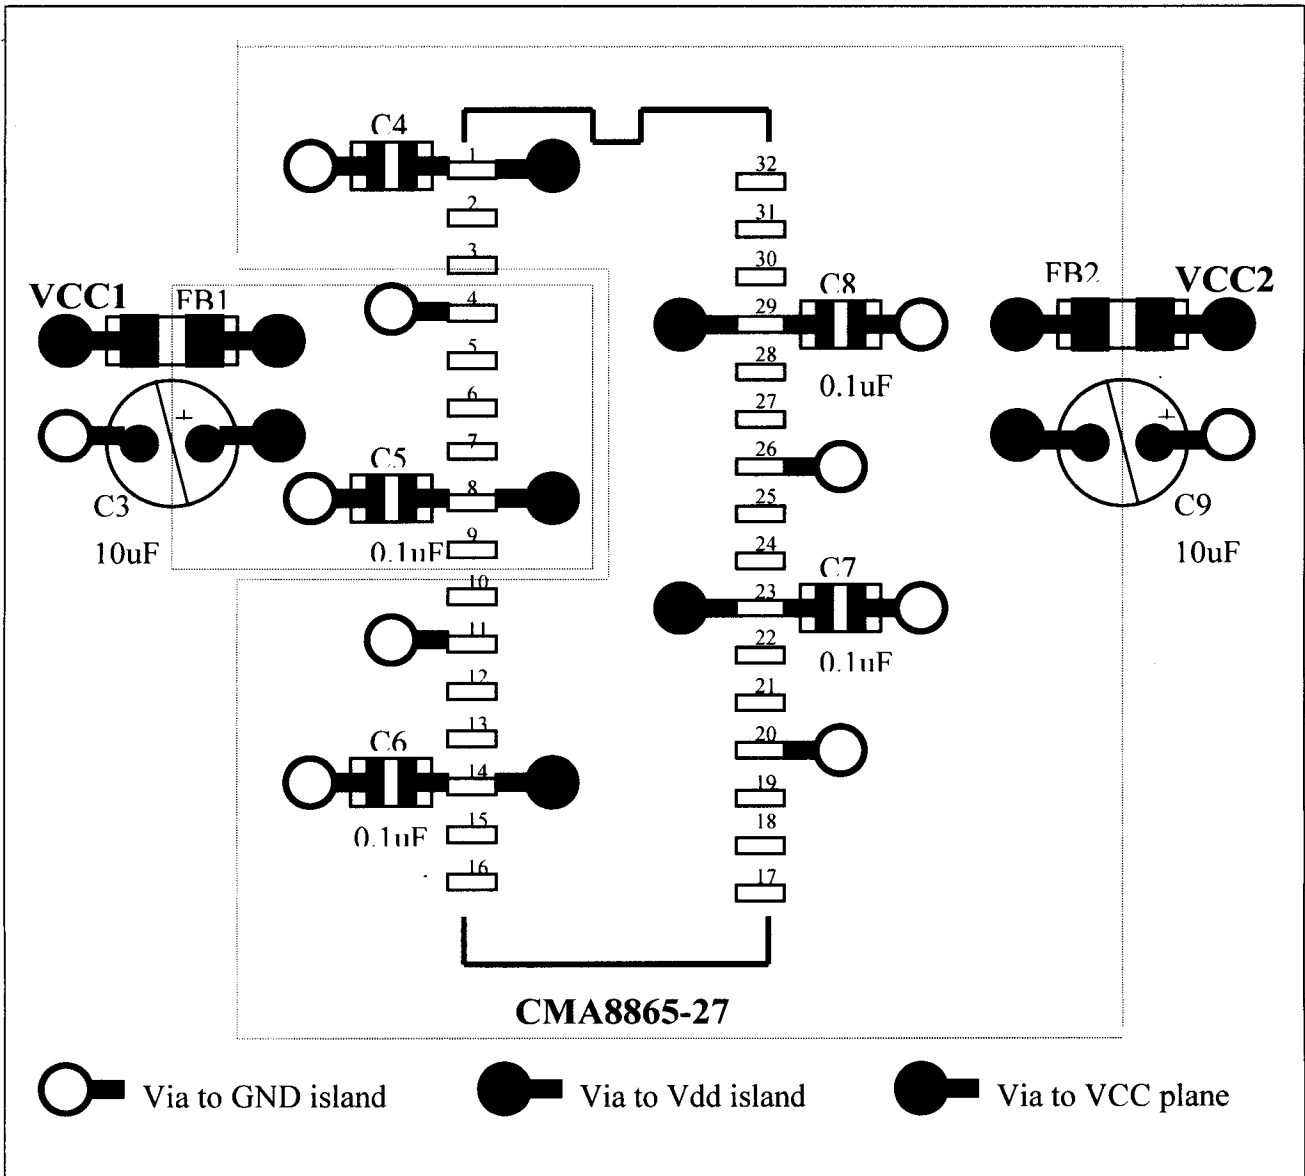 C4
1
32
2
31
3
30
VCC1
FB1
4
C8
FB2
VCC2
29
5
28
0.1uF
6
27
+
+
7
26
C5
8
25
C3
C9
9
24
10uF
0.1uF
10uF
10
C7
23
11
22
0.1uF
12
21
13
20
C6
14
19
15
18
0.1uF
16
17
CMA8865-27
Via to GND island
Via to Vdd island
Via to VCC plane